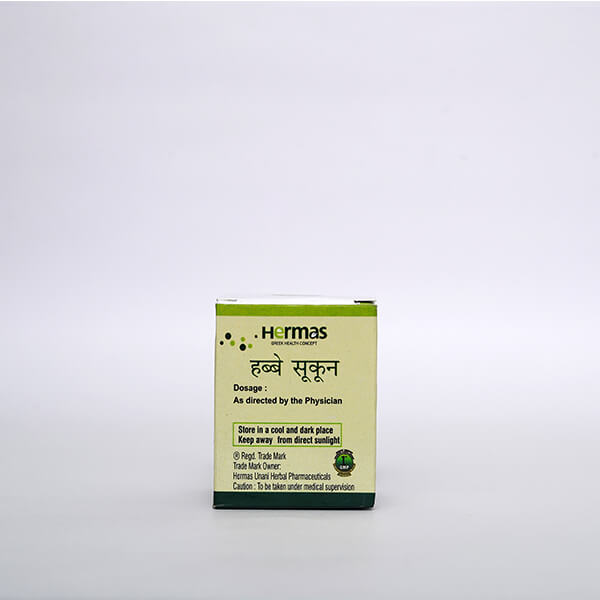 Hermas
GREEK HEALTH CONCEPT
हब्बे सूकून
Dosage :
As directed by the Physician
Store in a cool and dark place
Keep away from direct sunlight
® Regd. Trade Mark
Trade Mark Owner:
Hermas Unani Herbal Pharmaceuticals
Caution : To be taken under medical supervision
GMP